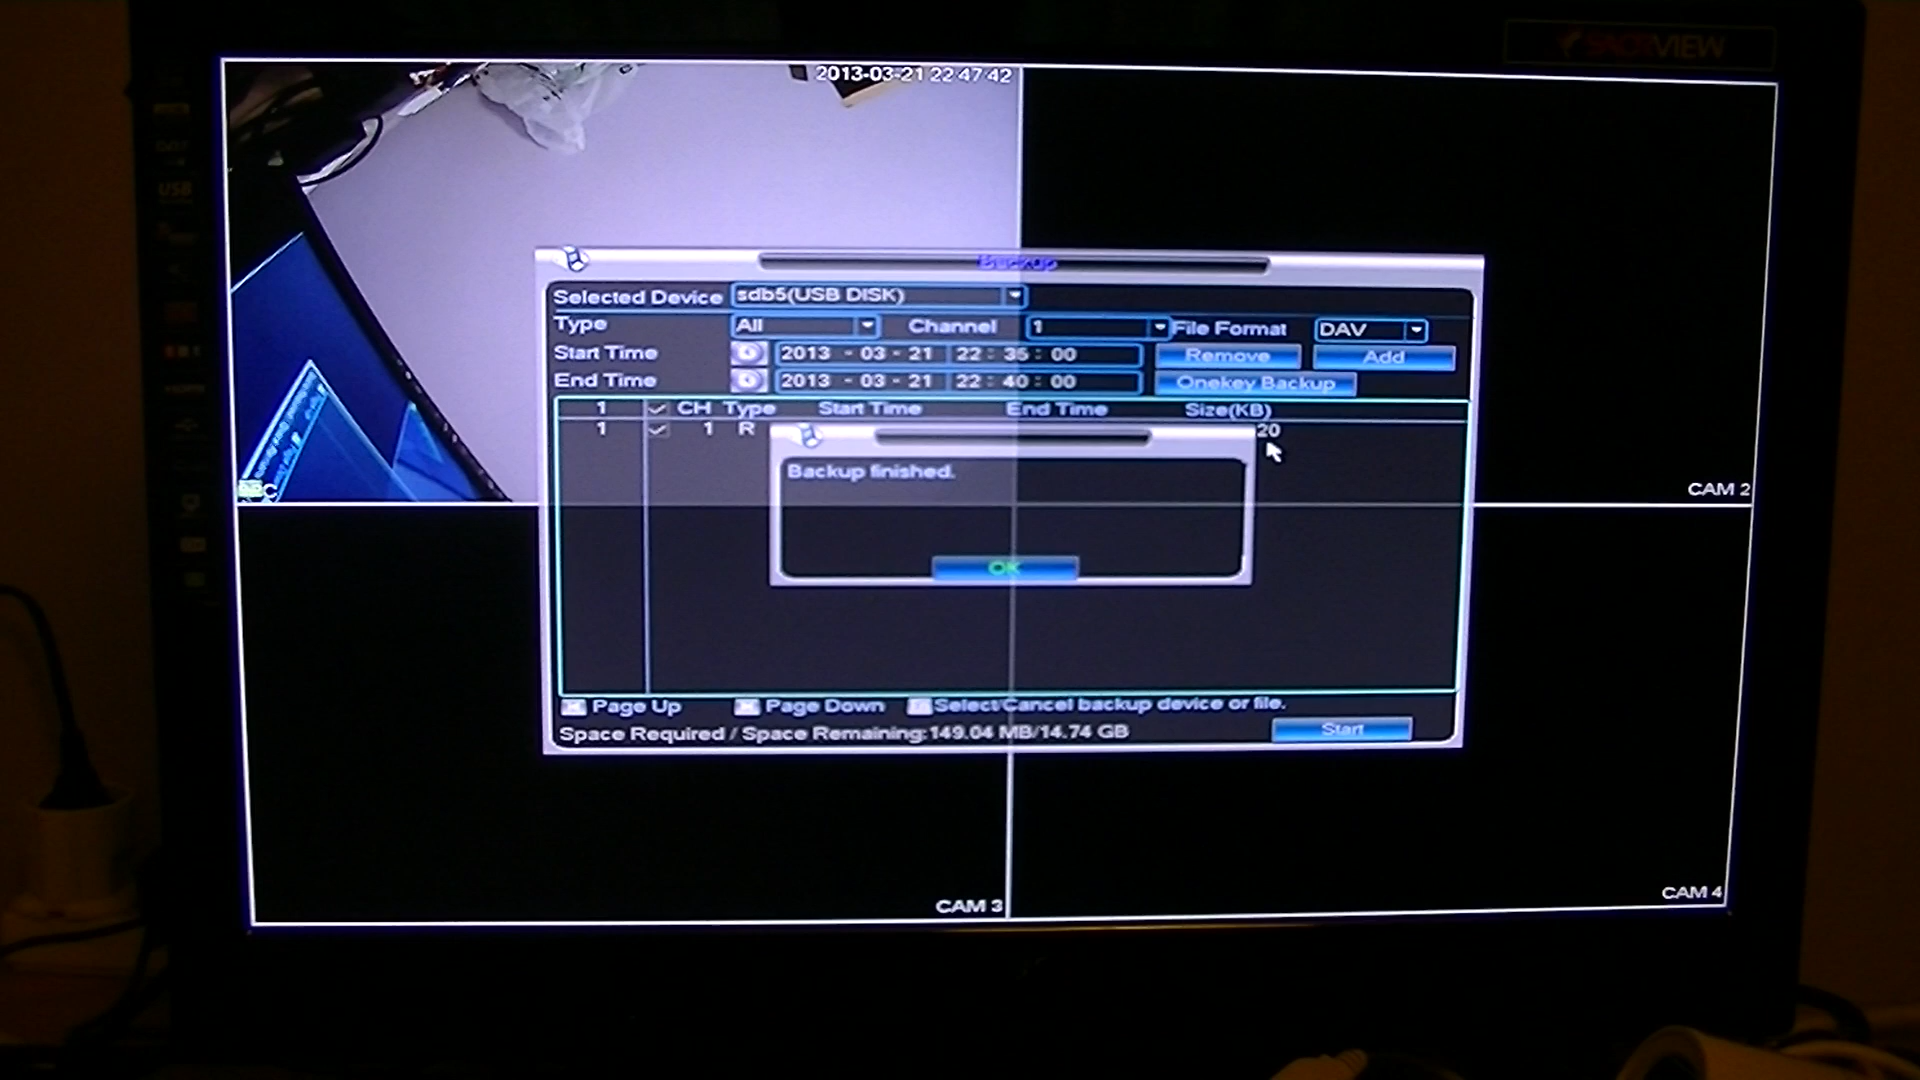 2013-03-21 22:47:42
Backup
Selected Device sdb5(USB DISK)
Type All Channel 1 File Format DAV
Start Time 2013 - 03 - 21 22 : 35 : 00 Remove Add
End Time 2013 - 03 - 21 22 : 40 : 00 Onekey Backup
1 CH Type Start Time End Time Size(KB)
1 1 R 20
Backup finished.
OK
CAM 2
Page Up Page Down Select/Cancel backup device or file.
Space Required / Space Remaining:149.04 MB/14.74 GB Start
CAM 3
CAM 4
USB